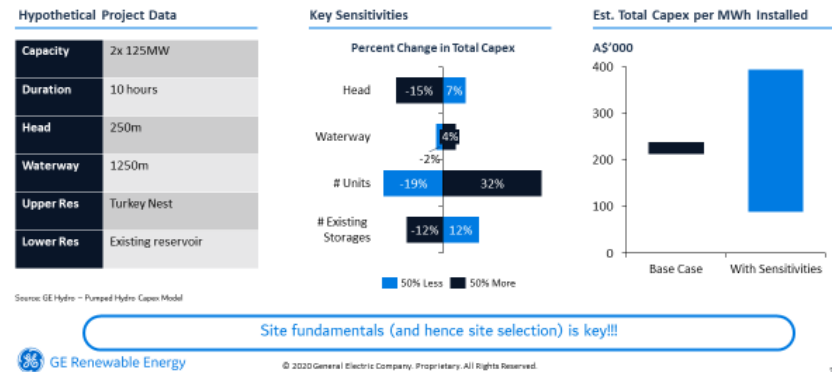 Hypothetical Project Data
Capacity 2x 125MW
Duration 10 hours
Head 250m
Waterway 1250m
Upper Res Turkey Nest
Lower Res Existing reservoir
Source: GE Hydro – Pumped Hydro Capex Model
Key Sensitivities
Percent Change in Total Capex
Head -15% 7%
Waterway 4%
-2%
# Units -19% 32%
# Existing
Storages -12% 12%
50% Less 50% More
Est. Total Capex per MWh Installed
A$'000
400
300
200
100
0
Base Case With Sensitivities
Site fundamentals (and hence site selection) is key!!!
GE Renewable Energy
© 2020 General Electric Company. Proprietary. All Rights Reserved.